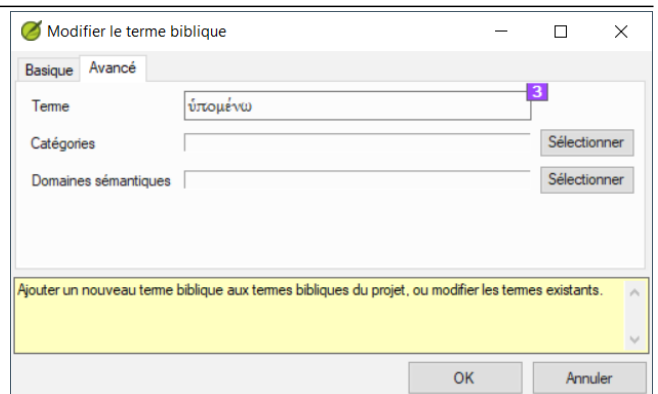 Modifier le terme biblique
Basique Avancé
Terme ὑπομένω 3
Catégories Sélectionner
Domaines sémantiques Sélectionner
Ajouter un nouveau terme biblique aux termes bibliques du projet, ou modifier les termes existants.
OK Annuler